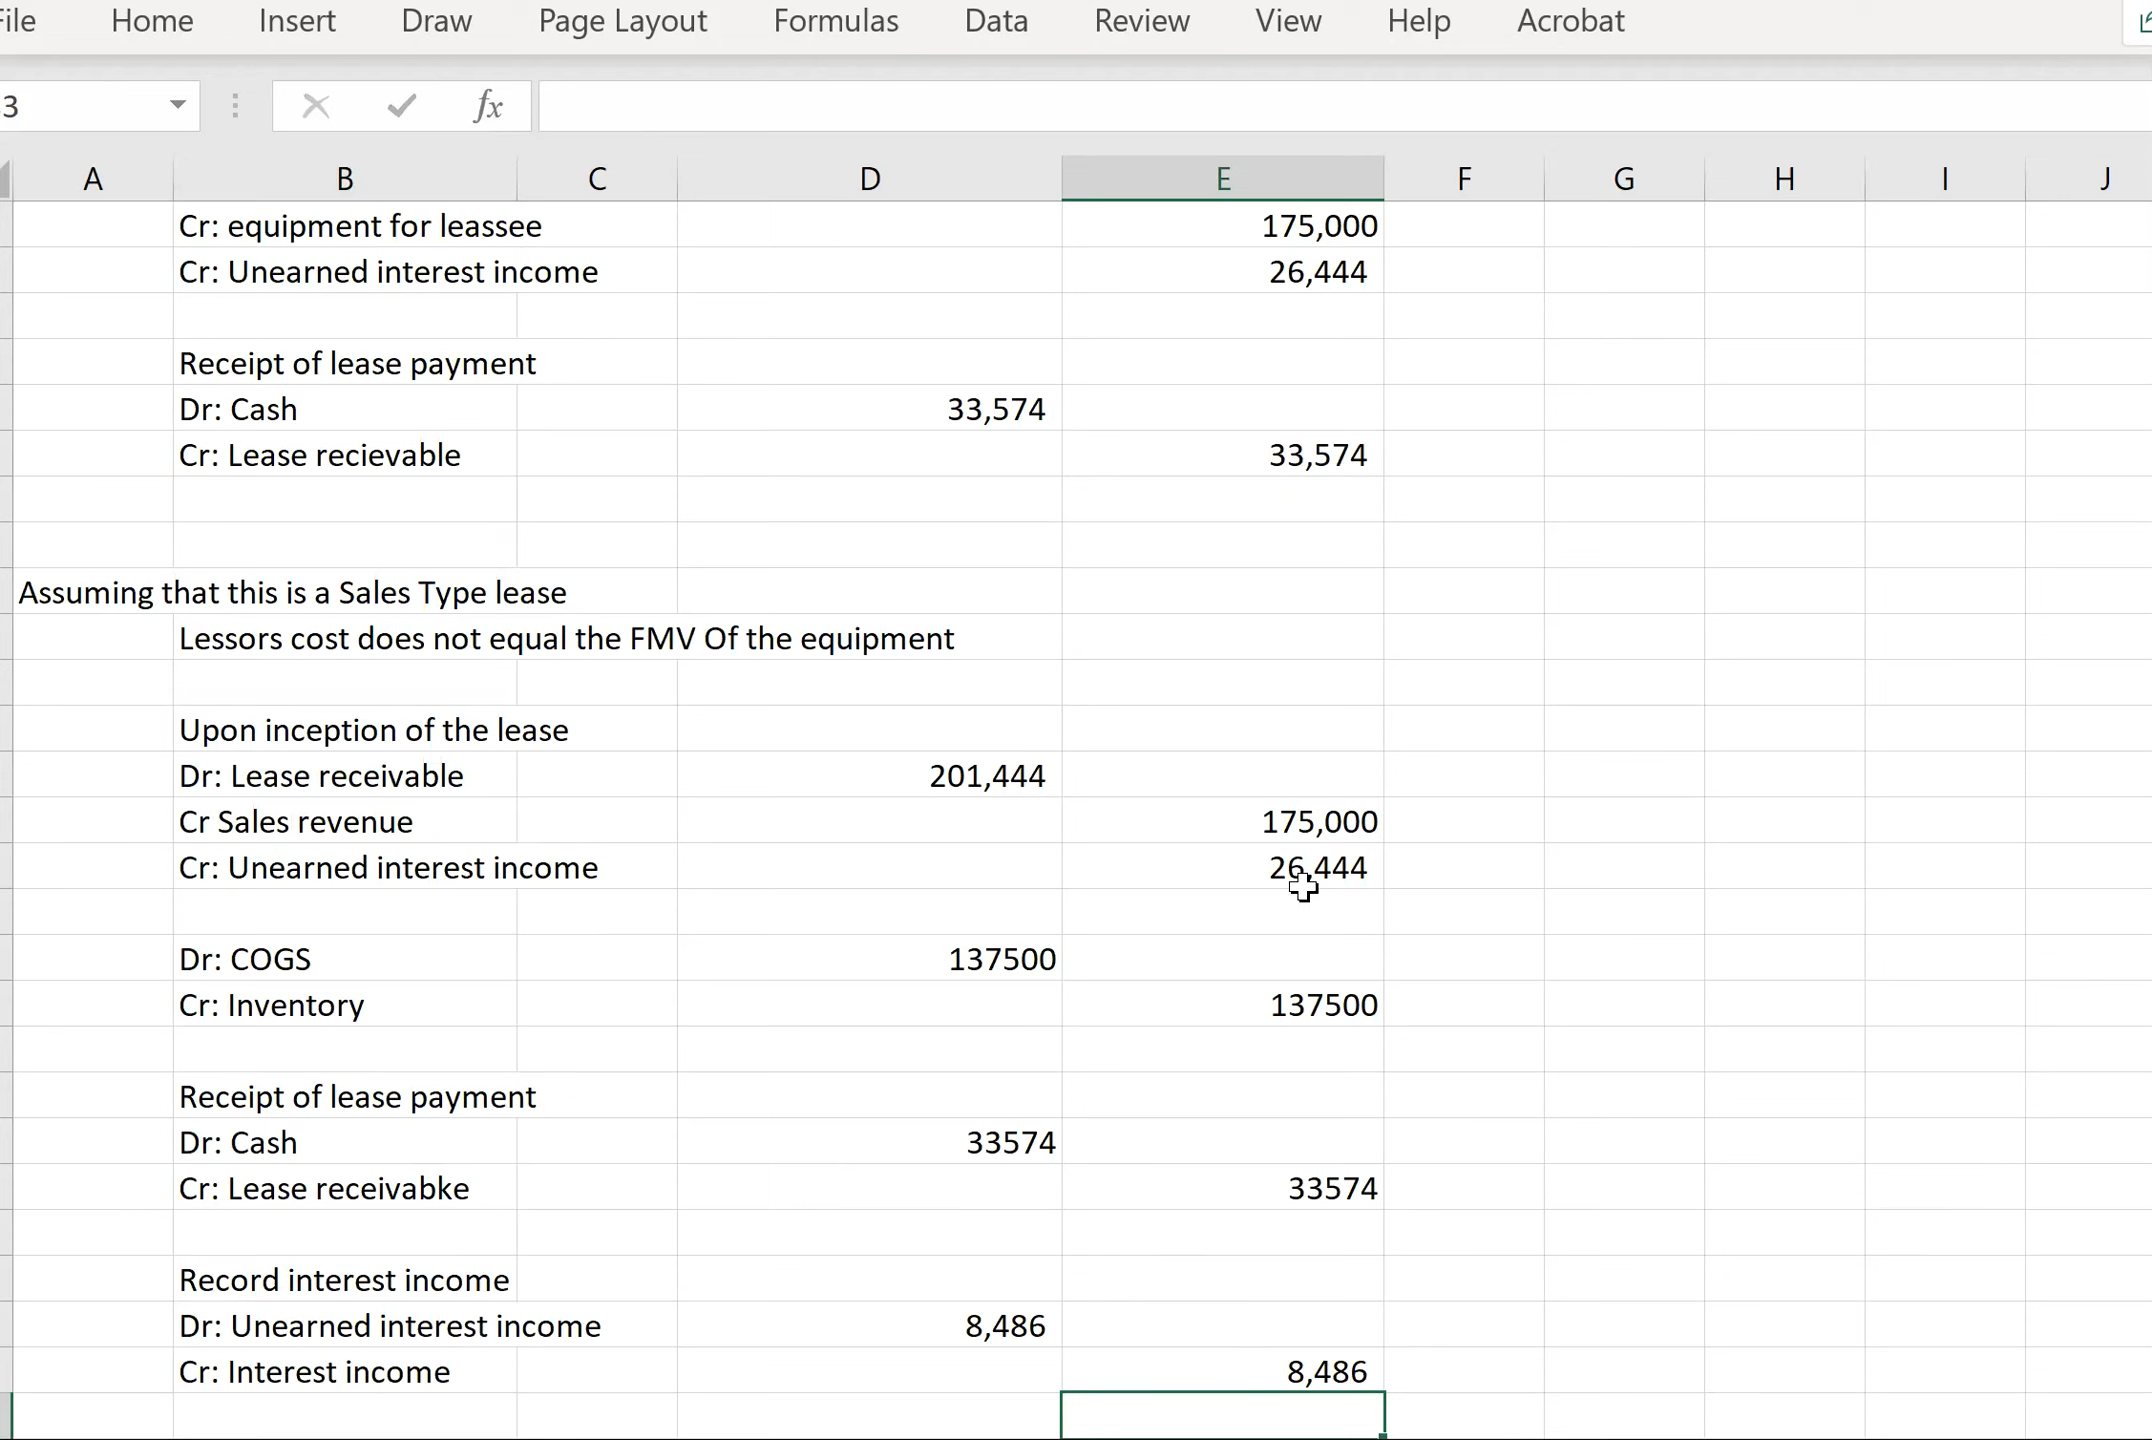 File Home Insert Draw Page Layout Formulas Data Review View Help Acrobat
3 fx
A B C D E F G H I J
Cr: equipment for leassee 175,000
Cr: Unearned interest income 26,444
Receipt of lease payment
Dr: Cash 33,574
Cr: Lease recievable 33,574
Assuming that this is a Sales Type lease
Lessors cost does not equal the FMV Of the equipment
Upon inception of the lease
Dr: Lease receivable 201,444
Cr Sales revenue 175,000
Cr: Unearned interest income 26,444
Dr: COGS 137500
Cr: Inventory 137500
Receipt of lease payment
Dr: Cash 33574
Cr: Lease receivabke 33574
Record interest income
Dr: Unearned interest income 8,486
Cr: Interest income 8,486